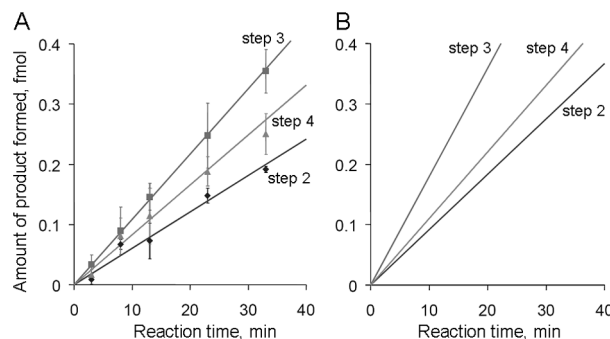 A
B
Amount of product formed, fmol
0.4
0.3
0.2
0.1
0
step 3
step 4
step 2
0
10
20
30
40
Reaction time, min
0.4
0.3
0.2
0.1
0
step 3
step 4
step 2
0
10
20
30
40
Reaction time, min